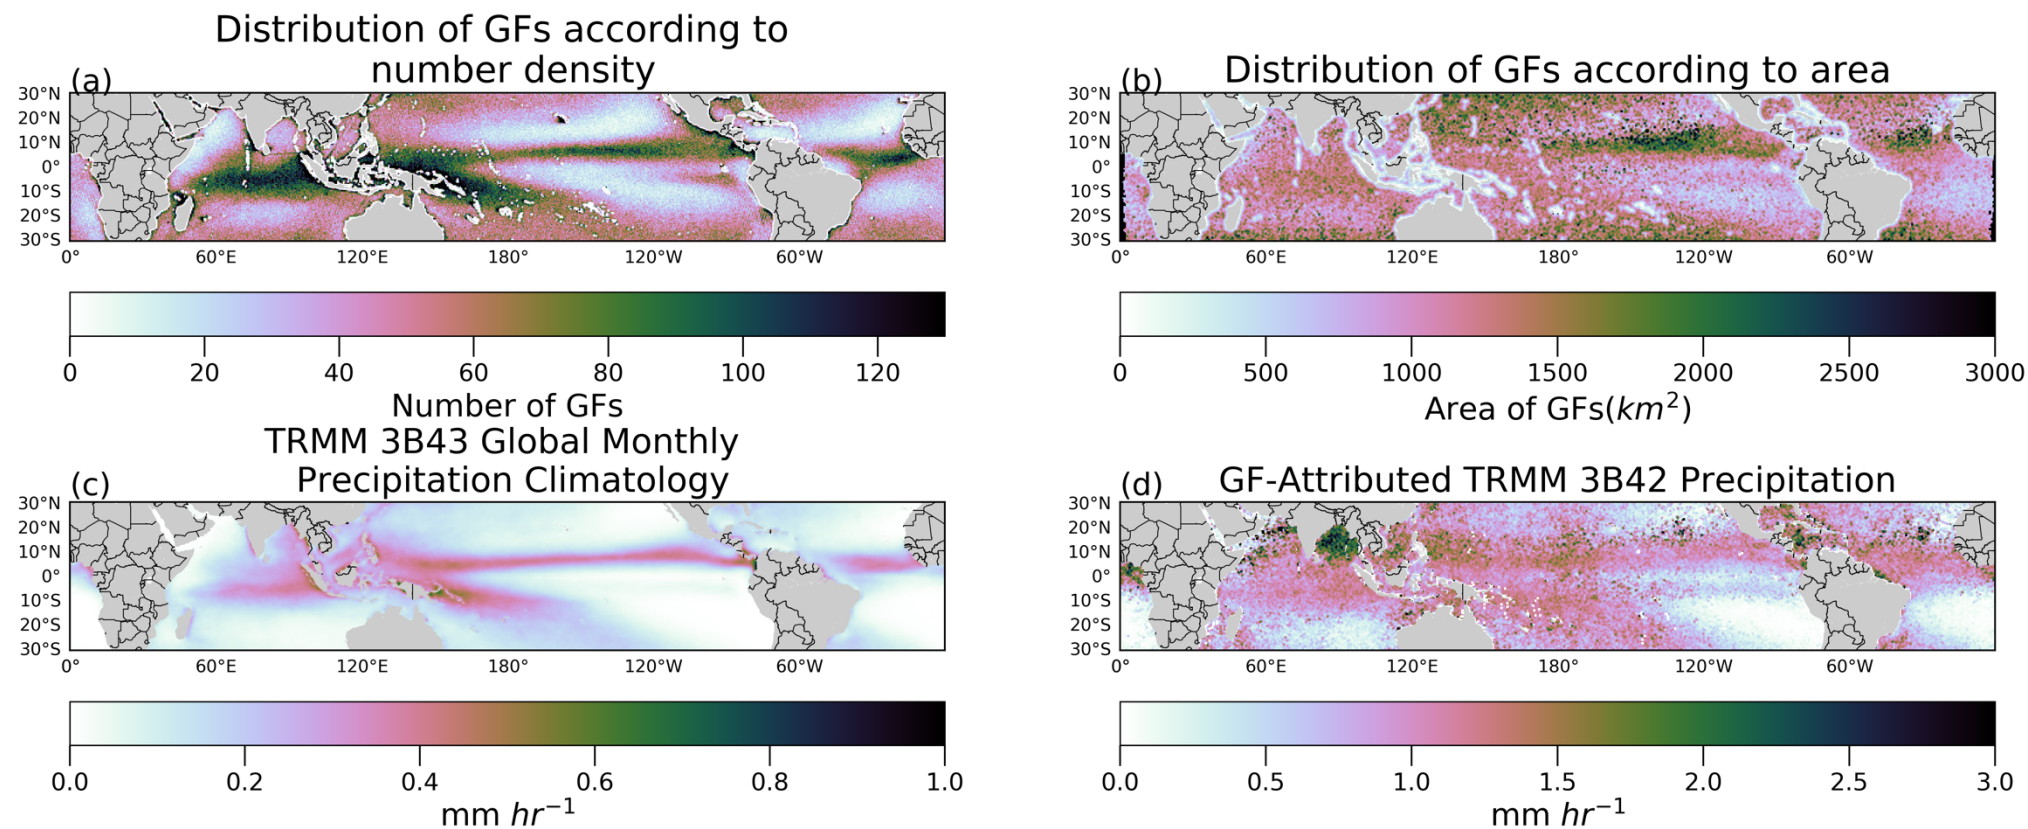 Distribution of GFs according to
number density
(a)
30°N
20°N
10°N
0°
10°S
20°S
30°S
0° 60°E 120°E 180° 120°W 60°W
0 20 40 60 80 100 120
Number of GFs
(b)
Distribution of GFs according to area
30°N
20°N
10°N
0°
10°S
20°S
30°S
0° 60°E 120°E 180° 120°W 60°W
0 500 1000 1500 2000 2500 3000
Area of GFs(km²)
TRMM 3B43 Global Monthly
Precipitation Climatology
(c)
30°N
20°N
10°N
0°
10°S
20°S
30°S
0° 60°E 120°E 180° 120°W 60°W
0.0 0.2 0.4 0.6 0.8 1.0
mm hr⁻¹
(d)
GF-Attributed TRMM 3B42 Precipitation
30°N
20°N
10°N
0°
10°S
20°S
30°S
0° 60°E 120°E 180° 120°W 60°W
0.0 0.5 1.0 1.5 2.0 2.5 3.0
mm hr⁻¹